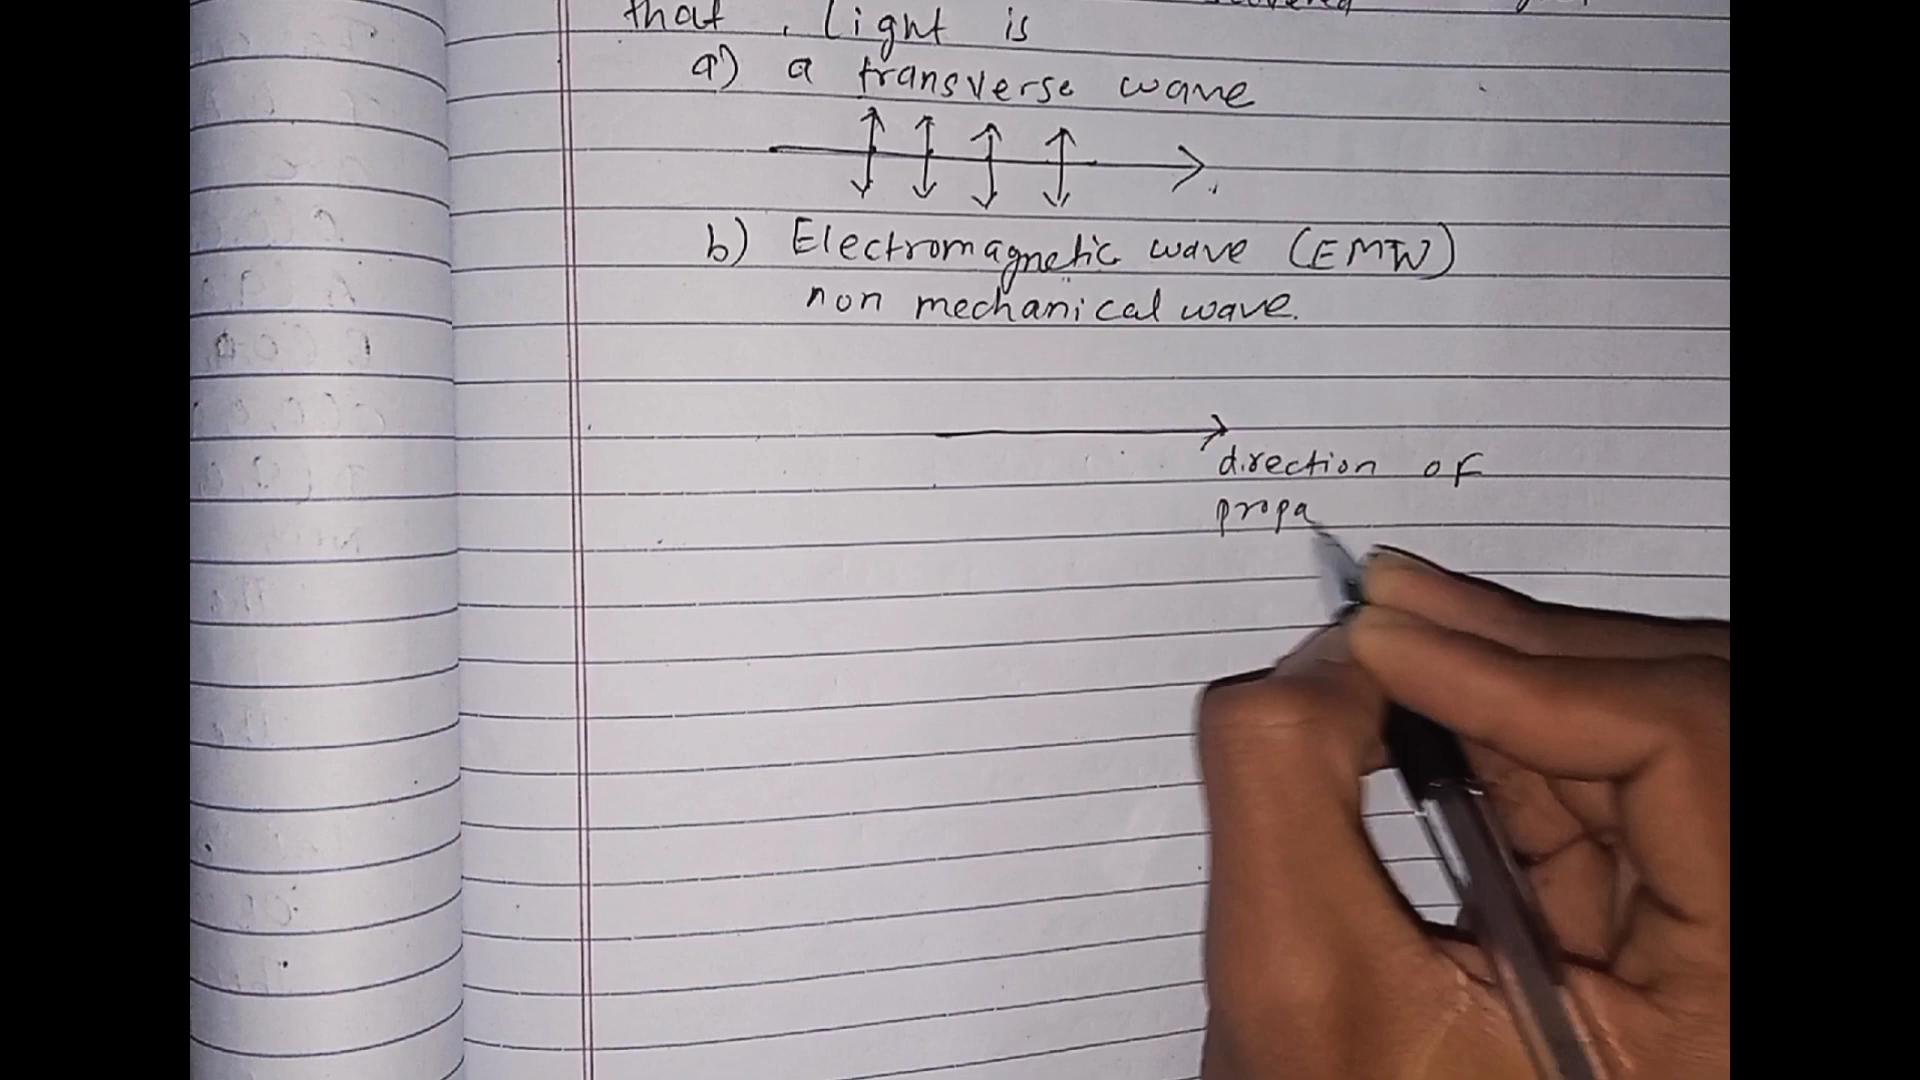 that, light is
a) a transverse wave
b) Electromagnetic wave (EMW)
non mechanical wave.
direction of
propa